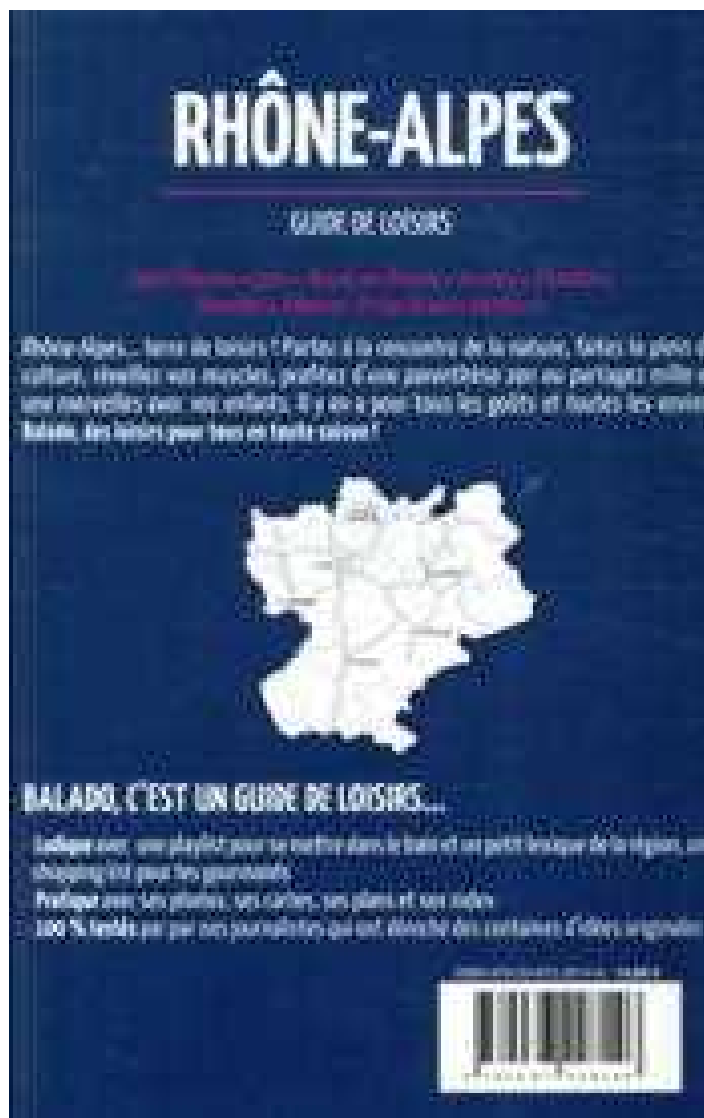 RHÔNE-ALPES
GUIDE DE LOISIRS
Rhône-Alpes... terre de loisirs ! Partez à la rencontre de la nature, faites le plein d
culture, réveillez vos muscles, profitez d'une parenthèse zen ou partagez mille e
une merveilles avec vos enfants. Il y en a pour tous les goûts et toutes les envies
Balado, des loisirs pour tous en toute saison !
BALADO, C'EST UN GUIDE DE LOISIRS...
Ludique avec une playlist pour se mettre dans le bain et un petit lexique de la région, un
shopping list pour les gourmands
Pratique avec ses photos, ses cartes, ses plans et ses index
100 % testés par par nos journalistes qui ont déniché des centaines d'idées originales